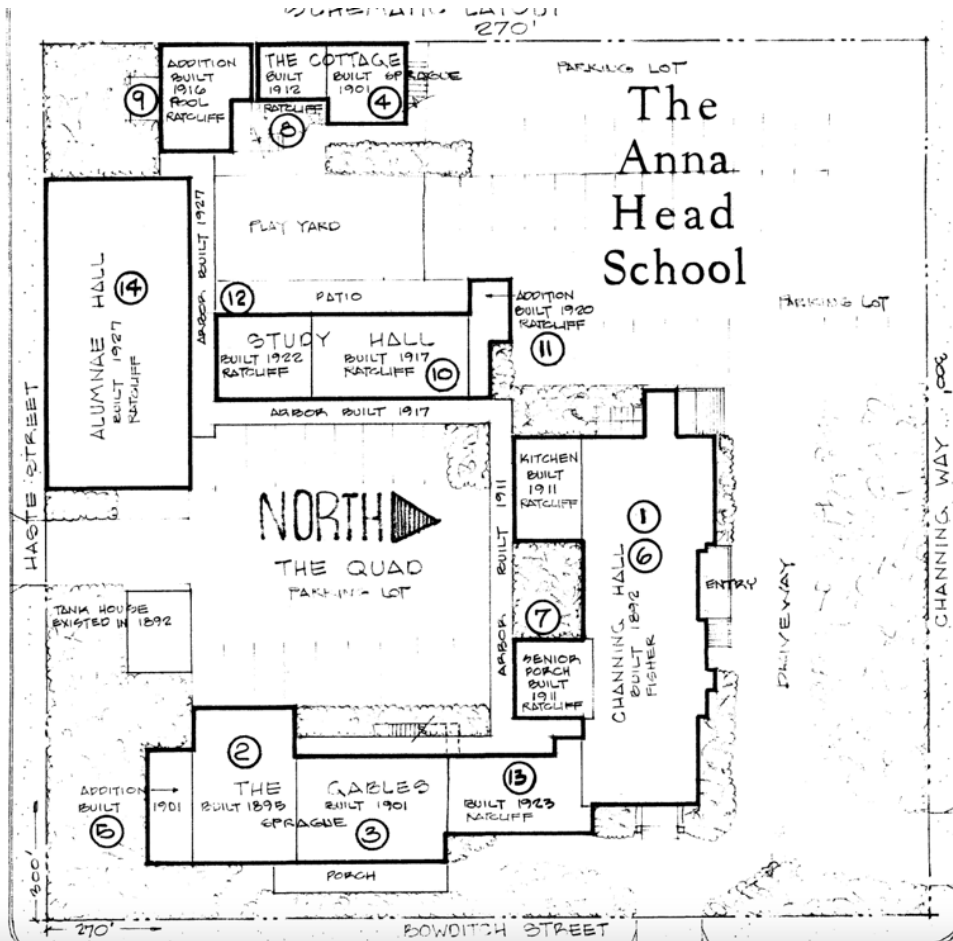 SCHEMATIC LAYOUT
270'
The
Anna
Head
School
PARKING LOT
ADDITION
BUILT
1916
POOL
RATCLIFF
9
THE COTTAGE
BUILT
1912
RATCLIFF
8
BUILT SPRAGUE
1901
4
PLAY YARD
ARBOR BUILT 1927
ALUMNAE HALL
BUILT 1927
RATCLIFF
14
12
PATIO
STUDY HALL
BUILT 1922
RATCLIFF
BUILT 1917
RATCLIFF
10
ADDITION
BUILT 1920
RATCLIFF
11
PARKING LOT
300'
HASTE STREET
CHANNING WAY
ARBOR BUILT 1917
KITCHEN
BUILT
1911
RATCLIFF
NORTH
THE QUAD
PARKING LOT
ARBOR BUILT 1911
1
6
CHANNING HALL
BUILT 1892
FISHER
ENTRY
DRIVEWAY
TANK HOUSE
EXISTED IN 1892
7
SENIOR
PORCH
BUILT
1911
RATCLIFF
ADDITION
BUILT 1901
5
2
THE GABLES
BUILT 1895
BUILT 1901
SPRAGUE
3
13
BUILT 1923
RATCLIFF
PORCH
300'
270'
BOWDITCH STREET